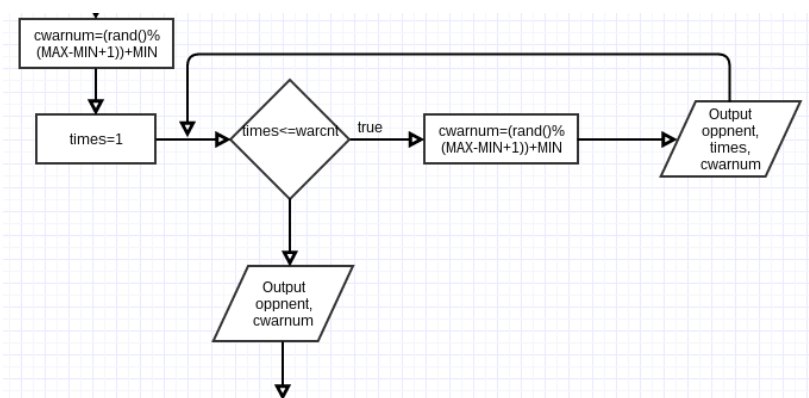 cwarnum=(rand()%
(MAX-MIN+1))+MIN
times=1
times<=warcnt
true
cwarnum=(rand()%
(MAX-MIN+1))+MIN
Output
oppnent,
times,
cwarnum
Output
oppnent,
cwarnum